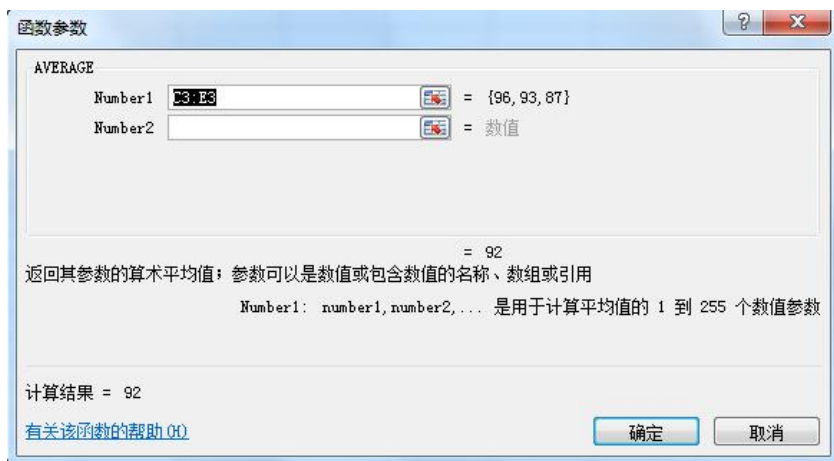 函数参数
AVERAGE
Number1 C3:E3 = {96,93,87}
Number2 = 数值
= 92
返回其参数的算术平均值；参数可以是数值或包含数值的名称、数组或引用
Number1: number1,number2,... 是用于计算平均值的 1 到 255 个数值参数
计算结果 = 92
有关该函数的帮助(H)
确定 取消